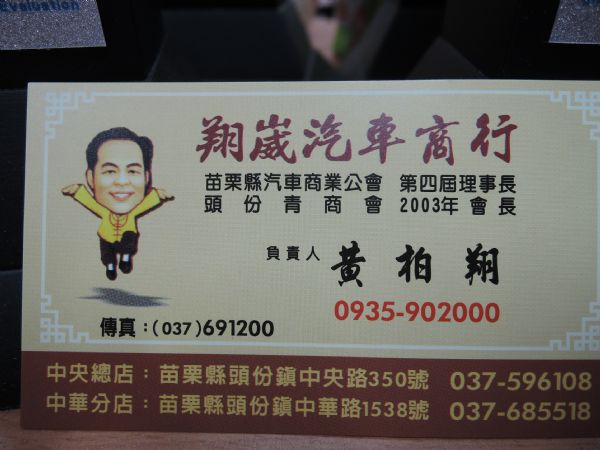 Evaluation
翔崴汽車商行
苗栗縣汽車商業公會 第四屆理事長
頭份青商會 2003年會長
負責人 黃柏翔
0935-902000
傳真：(037)691200
中央總店：苗栗縣頭份鎮中央路350號 037-596108
中華分店：苗栗縣頭份鎮中華路1538號 037-685518